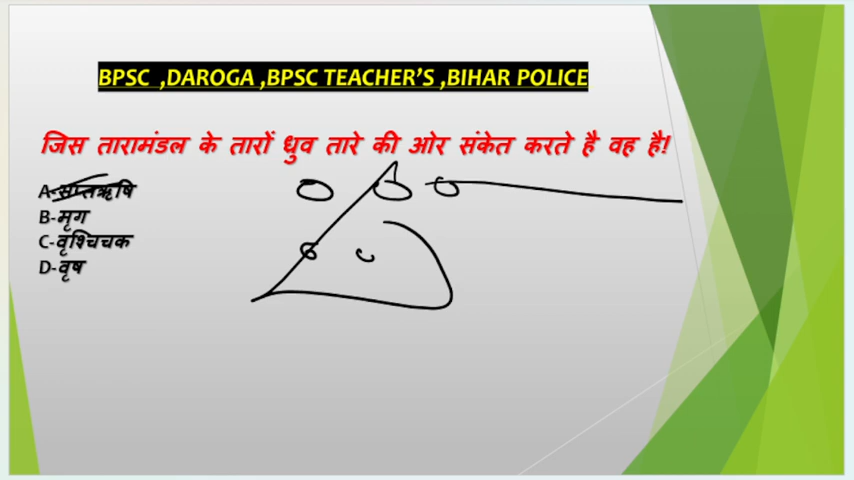 BPSC ,DAROGA ,BPSC TEACHER'S ,BIHAR POLICE
जिस तारामंडल के तारों ध्रुव तारे की ओर संकेत करते है वह है!
A-सप्तऋषि
B-मृग
C-वृश्चिचक
D-वृष